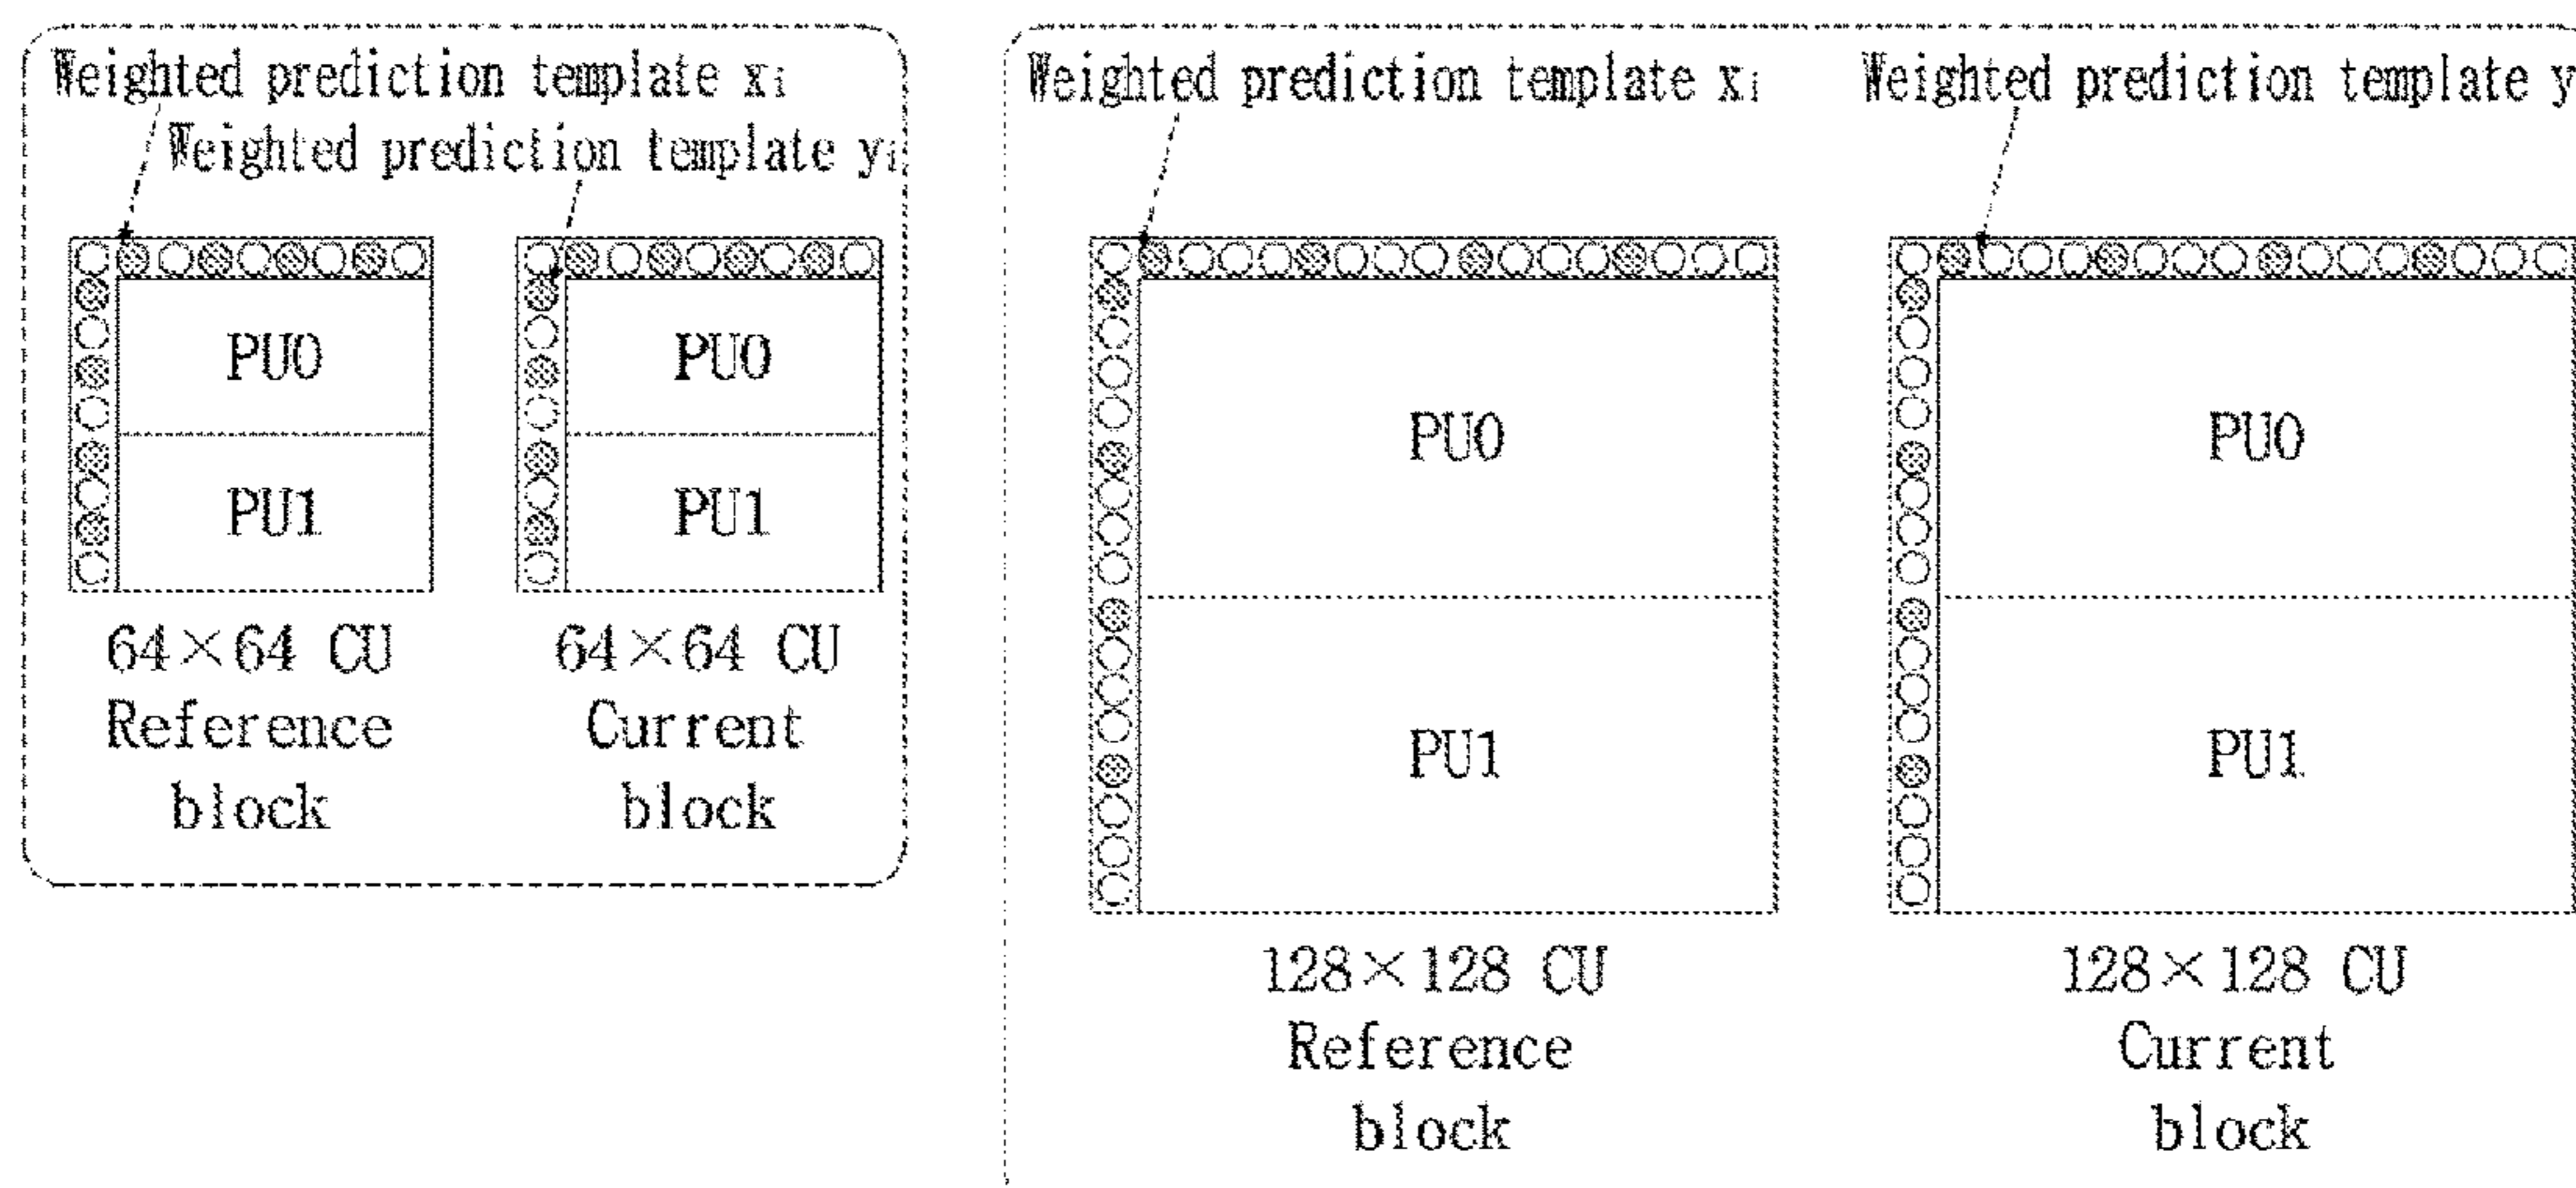 Weighted prediction template xi
Weighted prediction template yi
PU0
PU1
64×64 CU
Reference
block
PU0
PU1
64×64 CU
Current
block
Weighted prediction template xi
Weighted prediction template y
PU0
PU1
128×128 CU
Reference
block
PU0
PU1
128×128 CU
Current
block